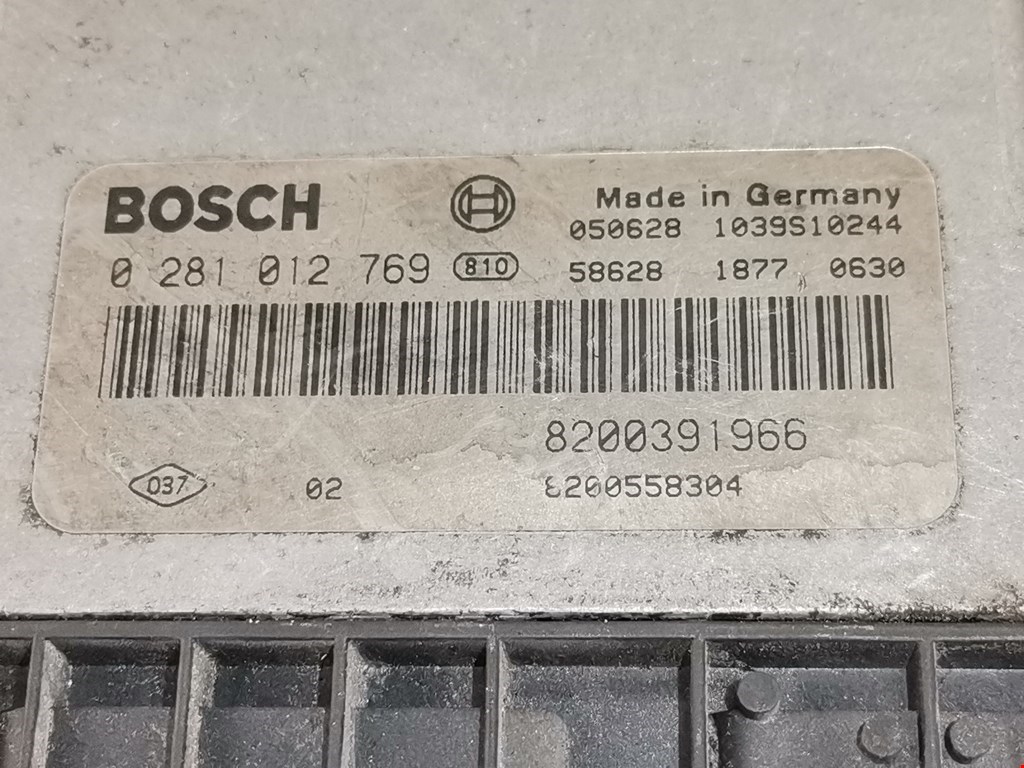 BOSCH
Made in Germany
050628 1039S10244
0 281 012 769 810
58628 1877 0630
8200391966
037 02 8200558304